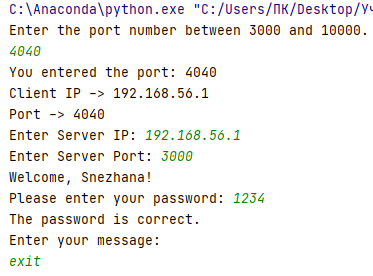 C:\Anaconda\python.exe "C:/Users/ПК/Desktop/Уч
Enter the port number between 3000 and 10000.
4040
You entered the port: 4040
Client IP -> 192.168.56.1
Port -> 4040
Enter Server IP: 192.168.56.1
Enter Server Port: 3000
Welcome, Snezhana!
Please enter your password: 1234
The password is correct.
Enter your message:
exit